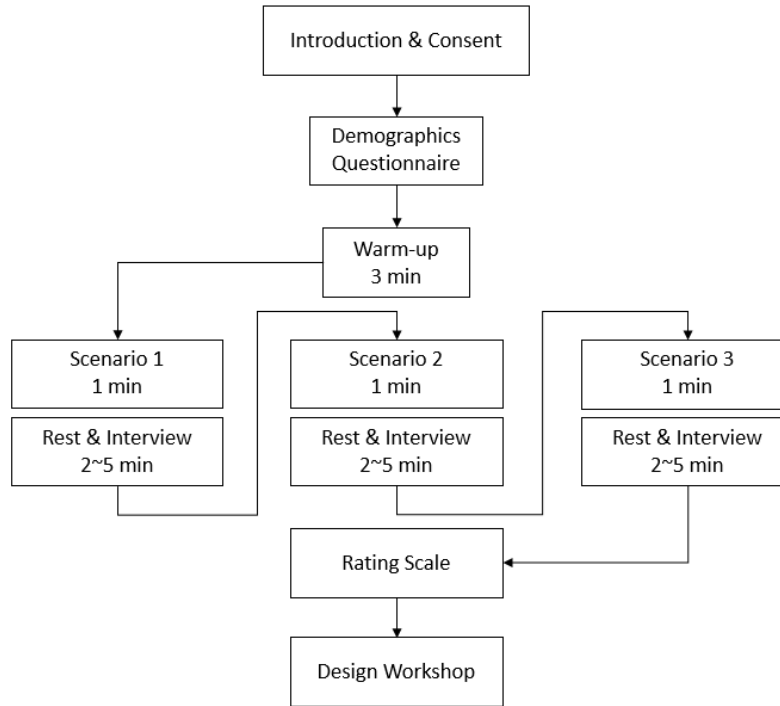 Introduction & Consent
Demographics
Questionnaire
Warm-up
3 min
Scenario 1
1 min
Rest & Interview
2~5 min
Scenario 2
1 min
Rest & Interview
2~5 min
Scenario 3
1 min
Rest & Interview
2~5 min
Rating Scale
Design Workshop